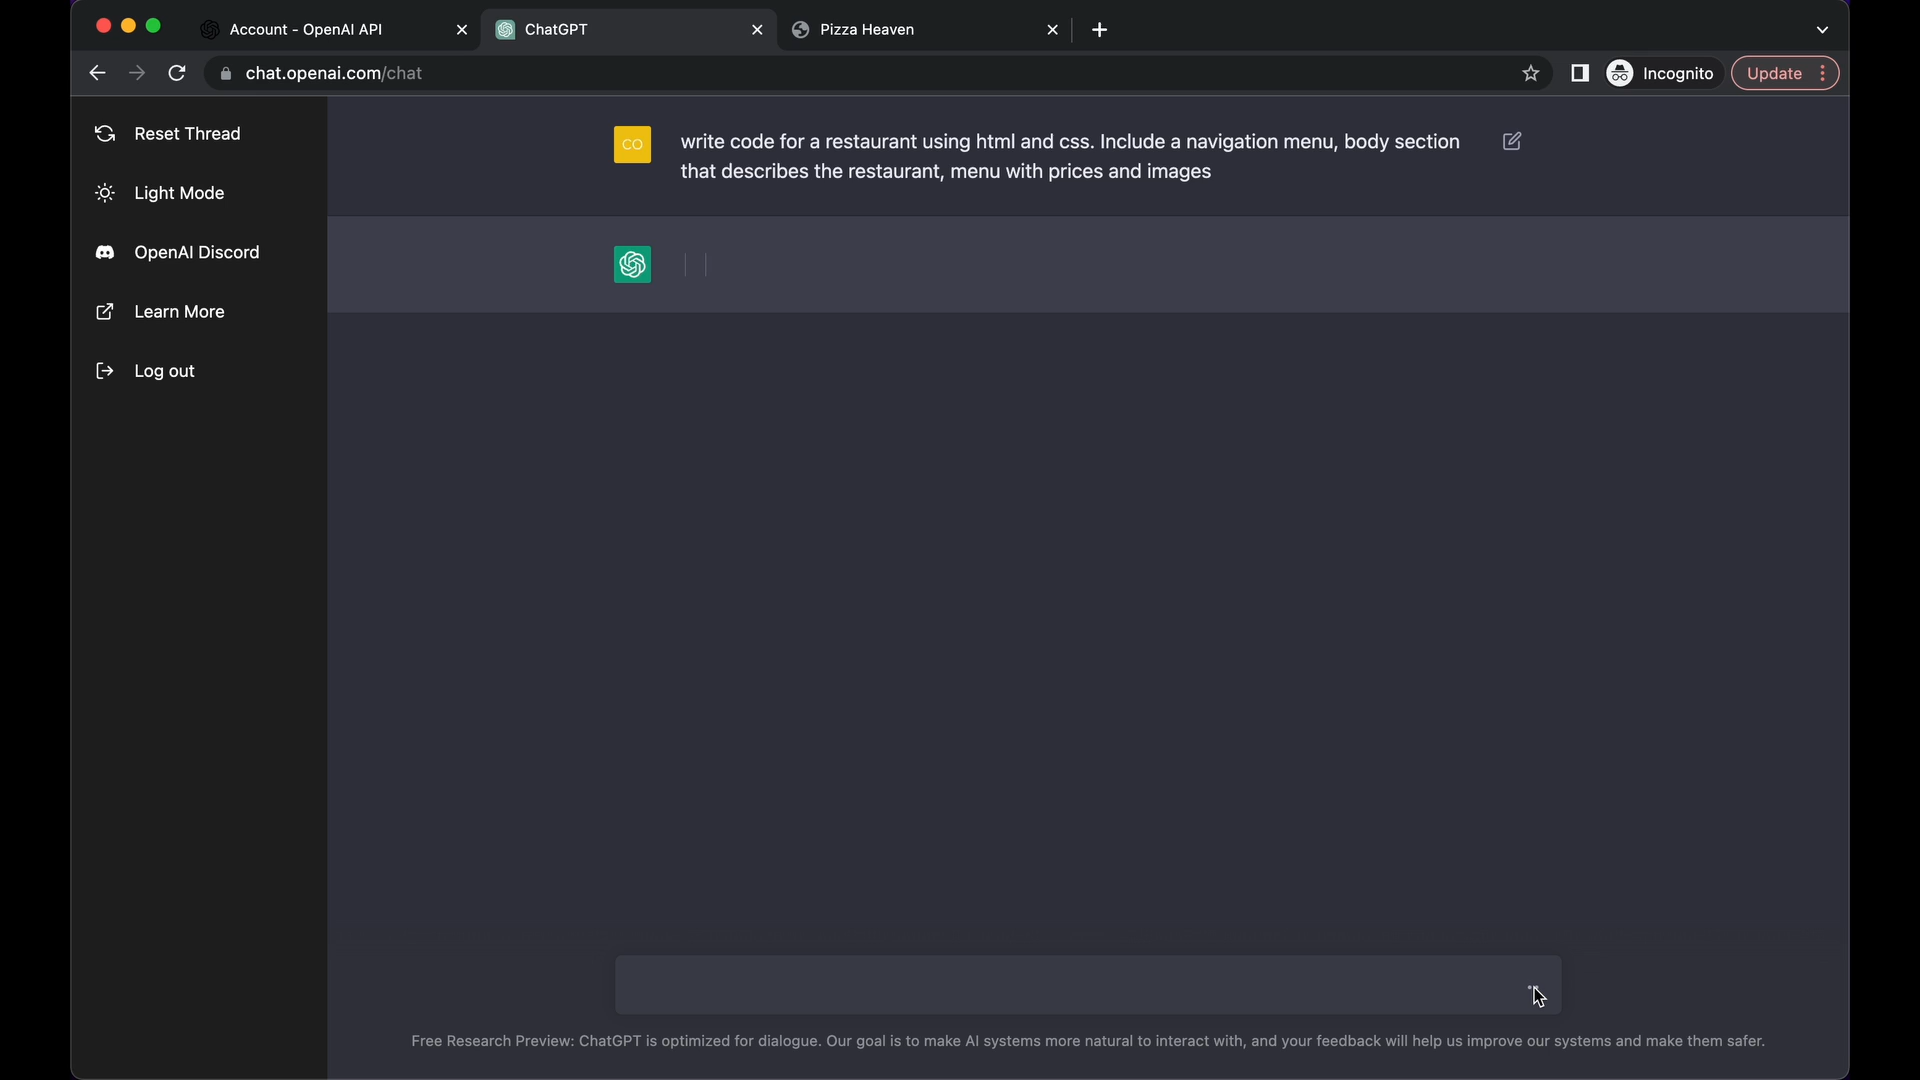 Account - OpenAI API
ChatGPT
Pizza Heaven
chat.openai.com/chat
Incognito
Update
Reset Thread
Light Mode
OpenAI Discord
Learn More
Log out
CO
write code for a restaurant using html and css. Include a navigation menu, body section
that describes the restaurant, menu with prices and images
Free Research Preview: ChatGPT is optimized for dialogue. Our goal is to make AI systems more natural to interact with, and your feedback will help us improve our systems and make them safer.